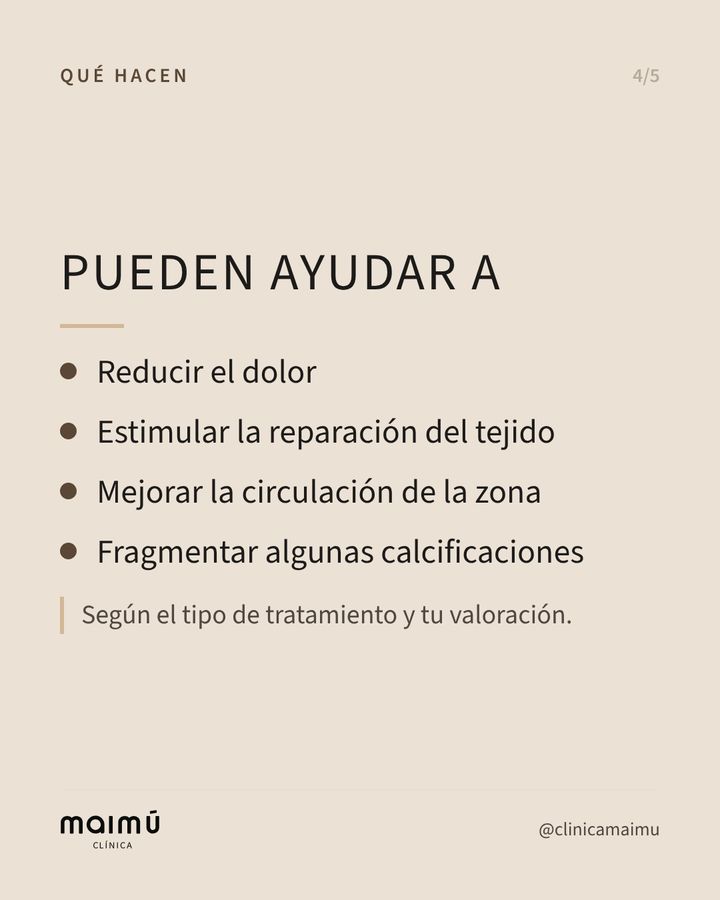 QUÉ HACEN
4/5
PUEDEN AYUDAR A
Reducir el dolor
Estimular la reparación del tejido
Mejorar la circulación de la zona
Fragmentar algunas calcificaciones
Según el tipo de tratamiento y tu valoración.
maimú
CLÍNICA
@clinicamaimu